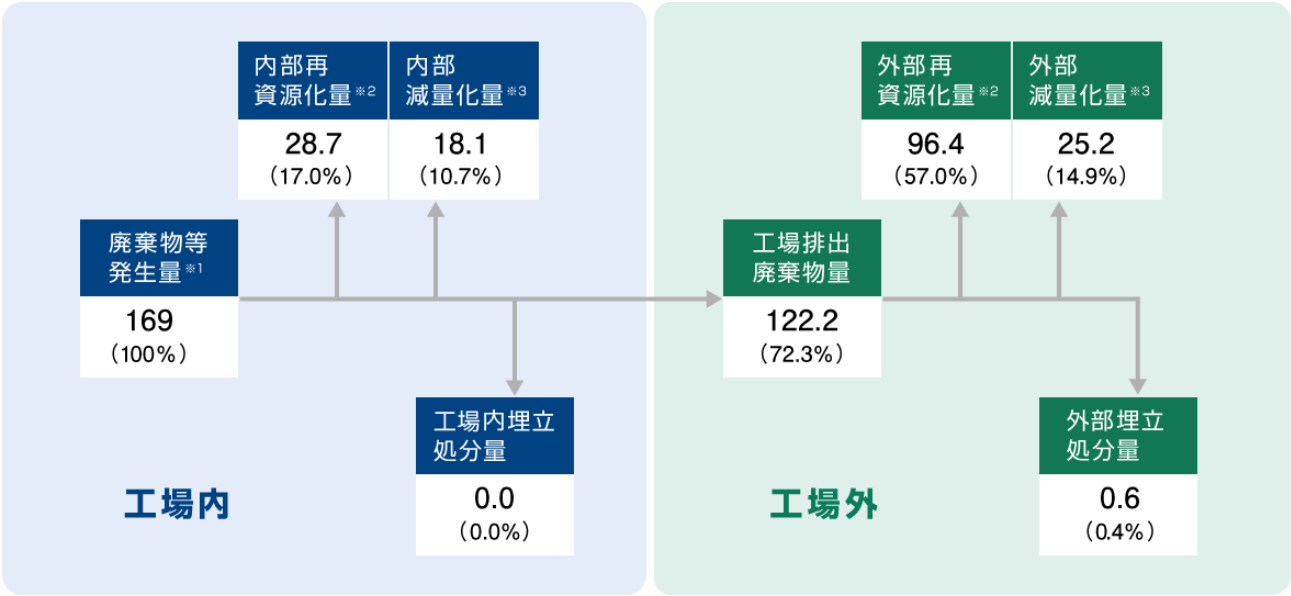 内部再
資源化量※2
28.7
（17.0%）
内部
減量化量※3
18.1
（10.7%）
廃棄物等
発生量※1
169
（100%）
工場内埋立
処分量
0.0
（0.0%）
工場内
外部再
資源化量※2
96.4
（57.0%）
外部
減量化量※3
25.2
（14.9%）
工場排出
廃棄物量
122.2
（72.3%）
外部埋立
処分量
0.6
（0.4%）
工場外